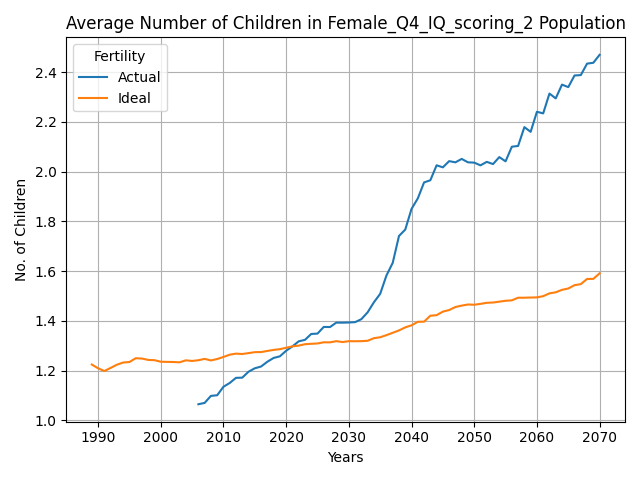 Average Number of Children in Female_Q4_IQ_scoring_2 Population
Fertility
Actual
Ideal
No. of Children
2.4
2.2
2.0
1.8
1.6
1.4
1.2
1.0
1990 2000 2010 2020 2030 2040 2050 2060 2070
Years